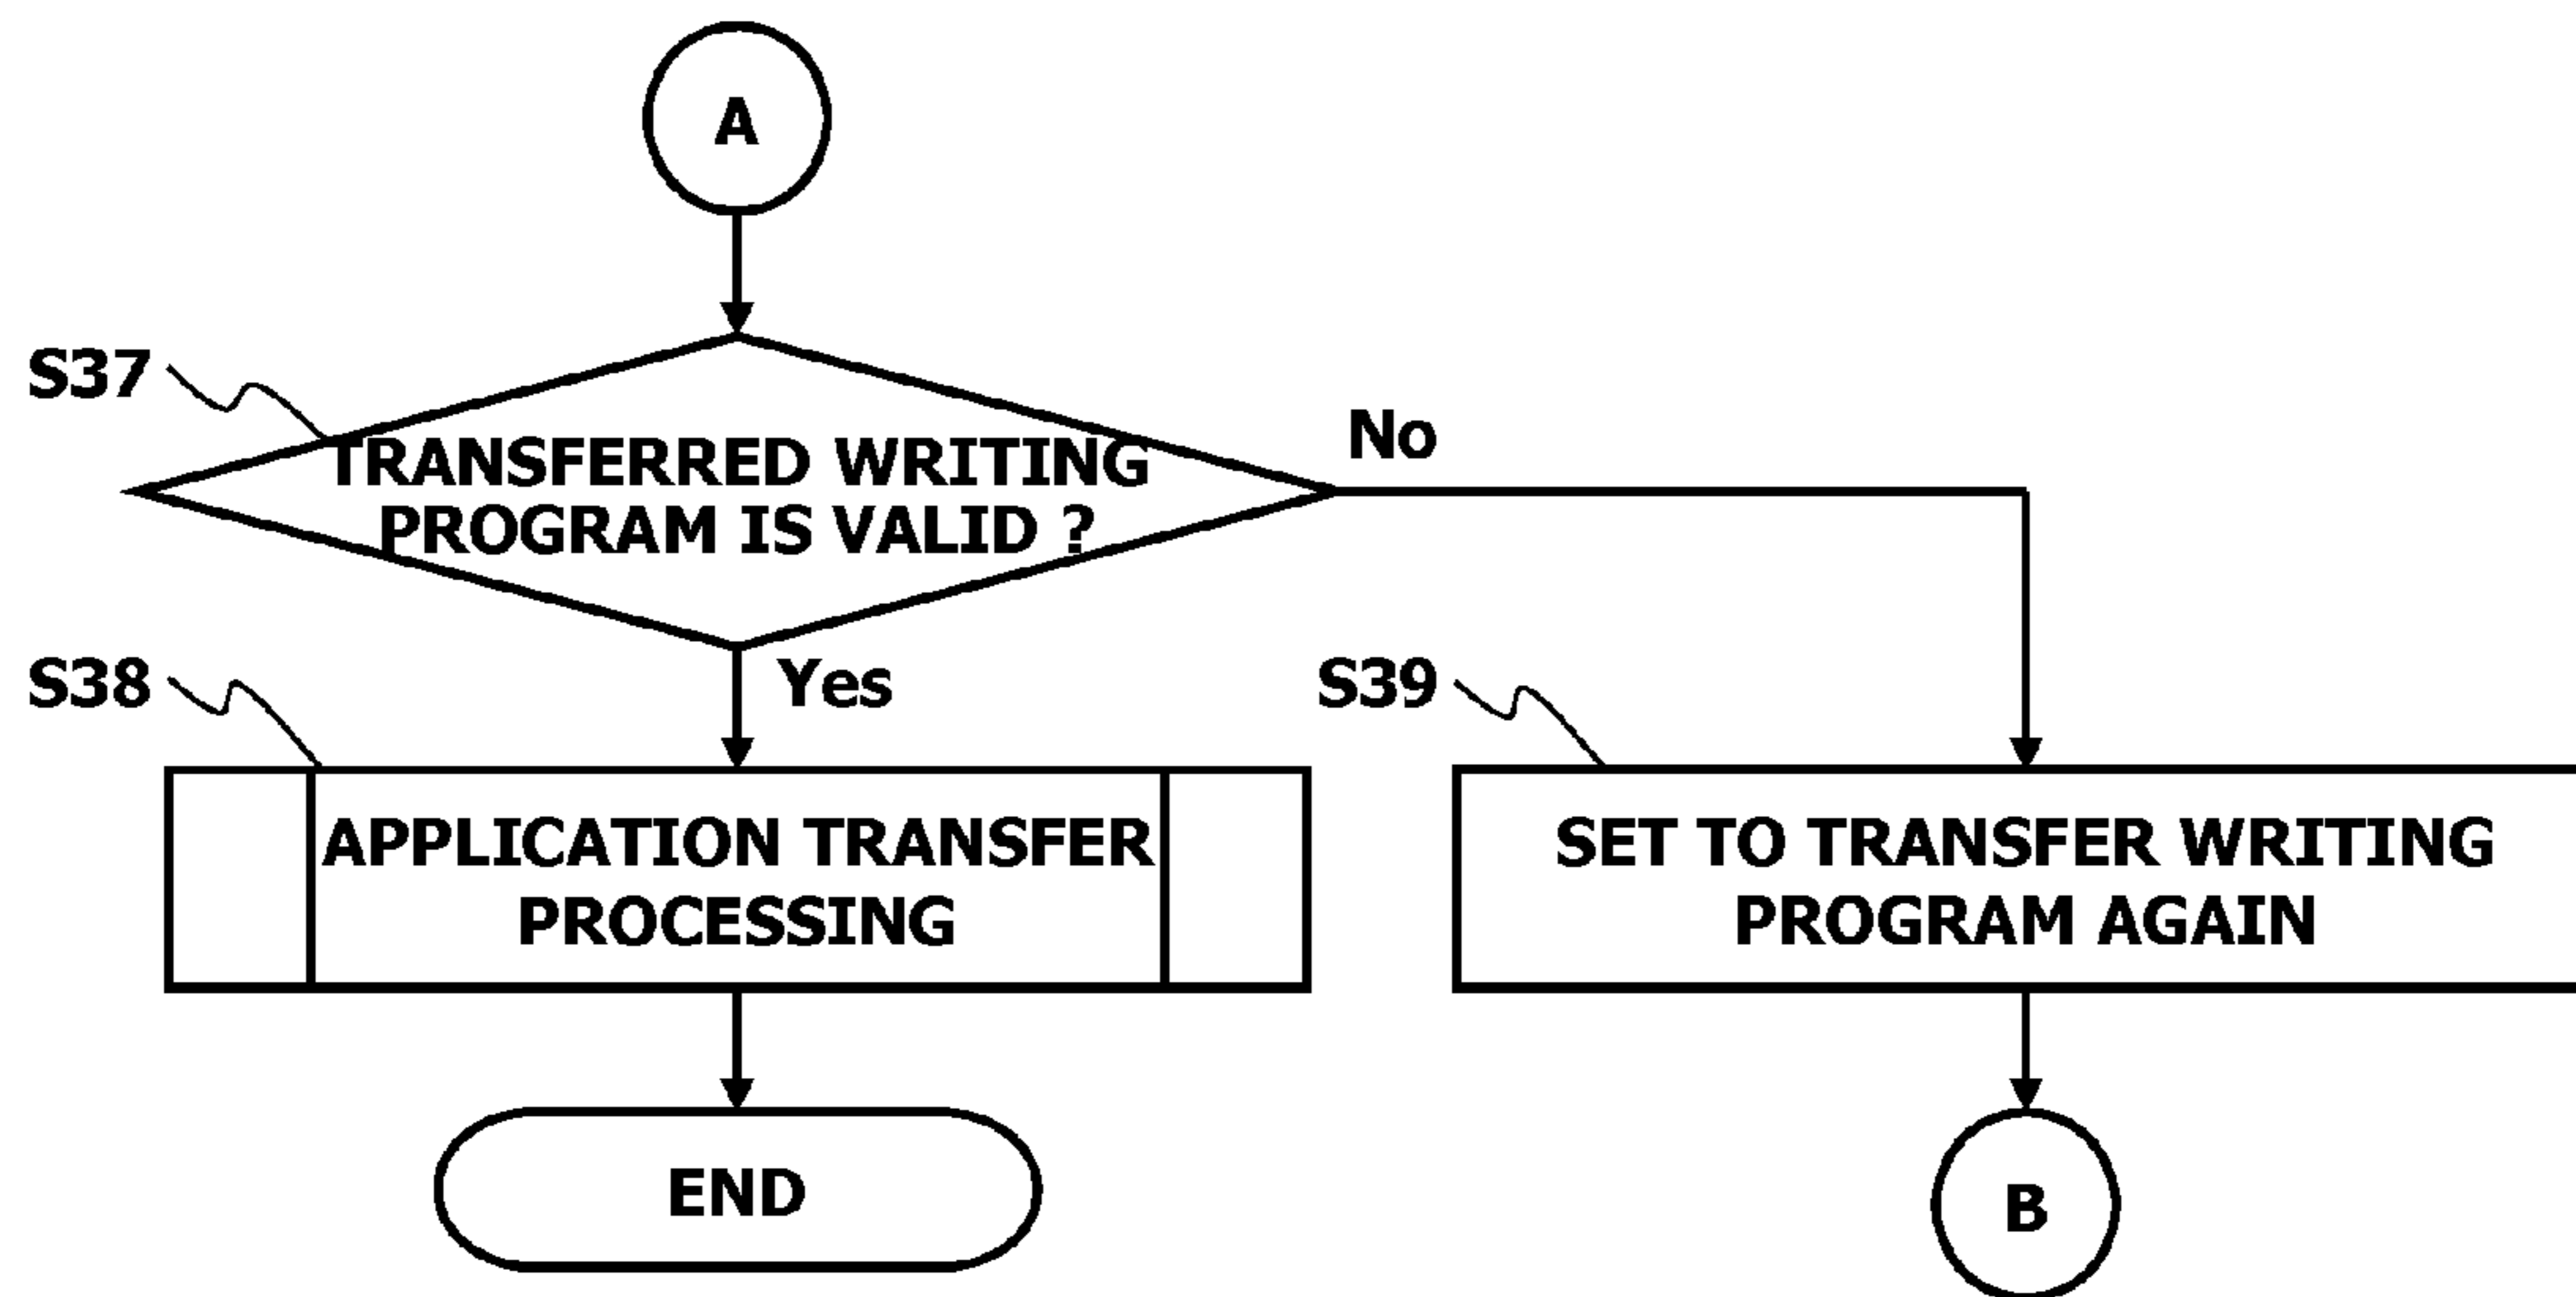 A
S37
TRANSFERRED WRITING
PROGRAM IS VALID ?
No
Yes
S38
APPLICATION TRANSFER
PROCESSING
S39
SET TO TRANSFER WRITING
PROGRAM AGAIN
END
B